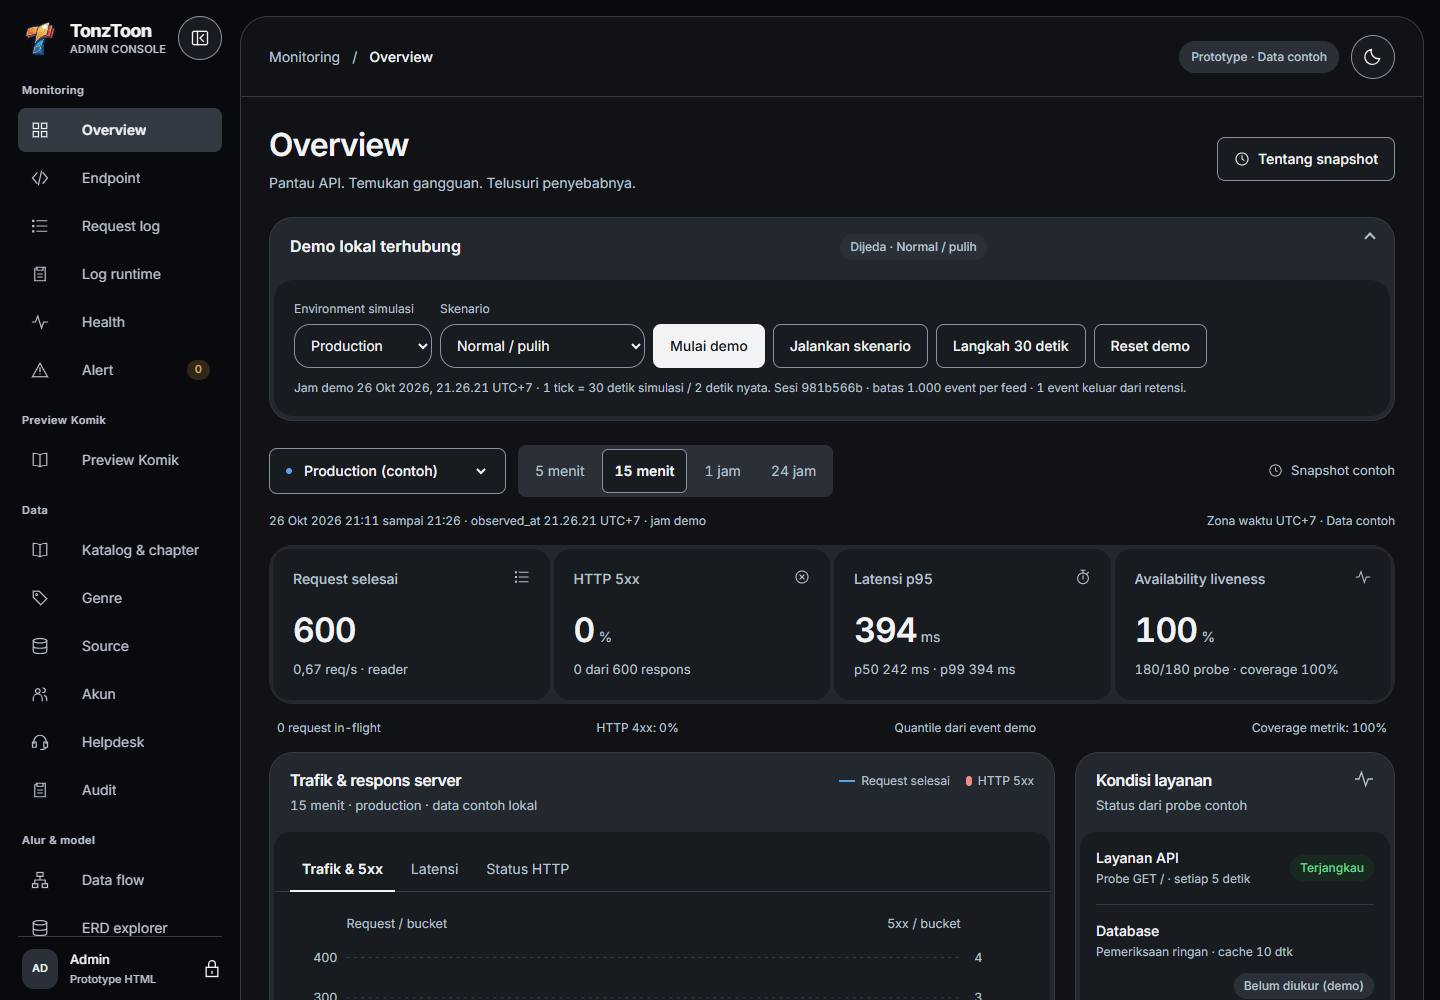 TonzToon
ADMIN CONSOLE
Monitoring
Overview
Endpoint
Request log
Log runtime
Health
Alert 0
Preview Komik
Preview Komik
Data
Katalog & chapter
Genre
Source
Akun
Helpdesk
Audit
Alur & model
Data flow
ERD explorer
AD Admin
Prototype HTML
Monitoring / Overview
Prototype · Data contoh
Overview
Pantau API. Temukan gangguan. Telusuri penyebabnya.
Tentang snapshot
Demo lokal terhubung
Dijeda · Normal / pulih
Environment simulasi Skenario
Production Normal / pulih Mulai demo Jalankan skenario Langkah 30 detik Reset demo
Jam demo 26 Okt 2026, 21.26.21 UTC+7 · 1 tick = 30 detik simulasi / 2 detik nyata. Sesi 981b566b · batas 1.000 event per feed · 1 event keluar dari retensi.
Production (contoh) 5 menit 15 menit 1 jam 24 jam Snapshot contoh
26 Okt 2026 21:11 sampai 21:26 · observed_at 21.26.21 UTC+7 · jam demo
Zona waktu UTC+7 · Data contoh
Request selesai
600
0,67 req/s · reader
HTTP 5xx
0 %
0 dari 600 respons
Latensi p95
394 ms
p50 242 ms · p99 394 ms
Availability liveness
100 %
180/180 probe · coverage 100%
0 request in-flight HTTP 4xx: 0% Quantile dari event demo Coverage metrik: 100%
Trafik & respons server
Request selesai HTTP 5xx
15 menit · production · data contoh lokal
Trafik & 5xx Latensi Status HTTP
Request / bucket 5xx / bucket
400 4
300 3
Kondisi layanan
Status dari probe contoh
Layanan API
Probe GET / · setiap 5 detik
Terjangkau
Database
Pemeriksaan ringan · cache 10 dtk
Belum diukur (demo)